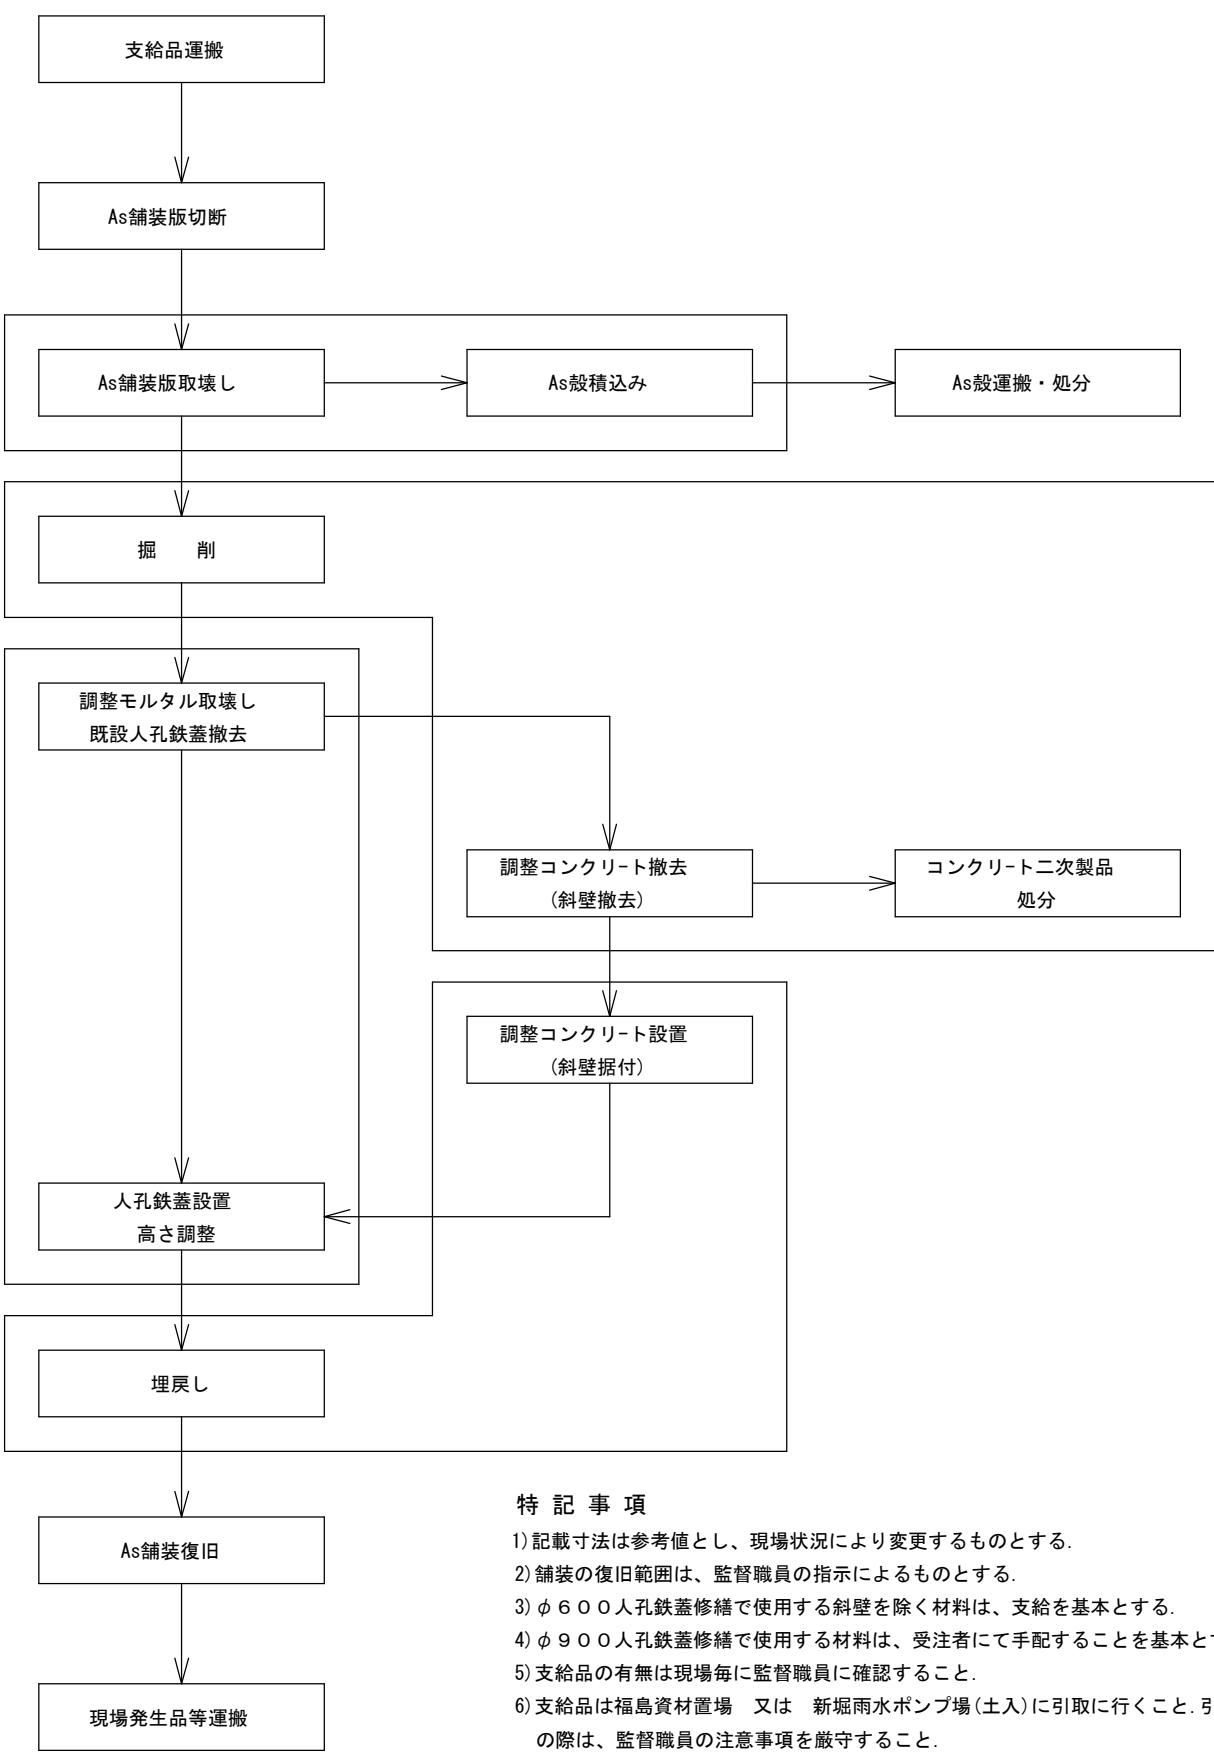 支給品運搬
As舗装版切断
As舗装版取壊し
As殻積込み
As殻運搬・処分
掘　　削
調整モルタル取壊し
既設人孔鉄蓋撤去
調整コンクリ-ト撤去
(斜壁撤去)
コンクリ-ト二次製品
処分
調整コンクリ-ト設置
(斜壁据付)
人孔鉄蓋設置
高さ調整
埋戻し
As舗装復旧
現場発生品等運搬
特 記 事 項
1)記載寸法は参考値とし、現場状況により変更するものとする.
2)舗装の復旧範囲は、監督職員の指示によるものとする.
3)φ６００人孔鉄蓋修繕で使用する斜壁を除く材料は、支給を基本とする.
4)φ９００人孔鉄蓋修繕で使用する材料は、受注者にて手配することを基本と
5)支給品の有無は現場毎に監督職員に確認すること.
6)支給品は福島資材置場　又は　新堀雨水ポンプ場(土入)に引取に行くこと.引
の際は、監督職員の注意事項を厳守すること.